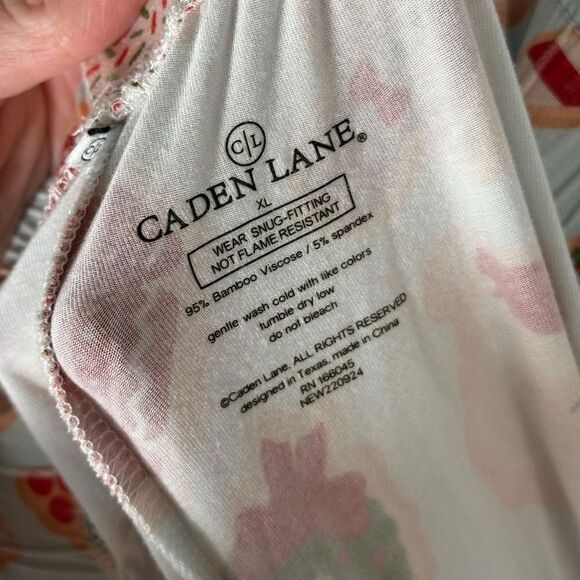 C|L
CADEN LANE®
XL
WEAR SNUG-FITTING
NOT FLAME RESISTANT
95% Bamboo Viscose / 5% spandex
gentle wash cold with like colors
tumble dry low
do not bleach
©Caden Lane. ALL RIGHTS RESERVED
designed in Texas, made in China
RN 166045
NEW220924